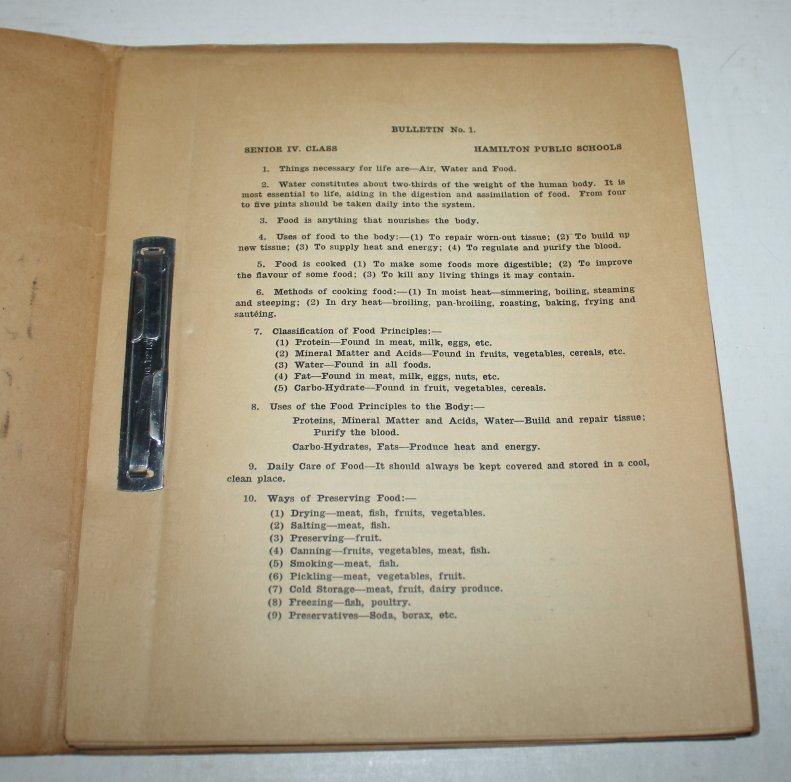 BULLETIN No. 1.
SENIOR IV. CLASS HAMILTON PUBLIC SCHOOLS
1. Things necessary for life are—Air, Water and Food.
2. Water constitutes about two-thirds of the weight of the human body. It is
most essential to life, aiding in the digestion and assimilation of food. From four
to five pints should be taken daily into the system.
3. Food is anything that nourishes the body.
4. Uses of food to the body:—(1) To repair worn-out tissue; (2) To build up
new tissue; (3) To supply heat and energy; (4) To regulate and purify the blood.
5. Food is cooked (1) To make some foods more digestible; (2) To improve
the flavour of some food; (3) To kill any living things it may contain.
6. Methods of cooking food:—(1) In moist heat—simmering, boiling, steaming
and steeping; (2) In dry heat—broiling, pan-broiling, roasting, baking, frying and
sautéing.
7. Classification of Food Principles:—
(1) Protein—Found in meat, milk, eggs, etc.
(2) Mineral Matter and Acids—Found in fruits, vegetables, cereals, etc.
(3) Water—Found in all foods.
(4) Fat—Found in meat, milk, eggs, nuts, etc.
(5) Carbo-Hydrate—Found in fruit, vegetables, cereals.
8. Uses of the Food Principles to the Body:—
Proteins, Mineral Matter and Acids, Water—Build and repair tissue;
Purify the blood.
Carbo-Hydrates, Fats—Produce heat and energy.
9. Daily Care of Food—It should always be kept covered and stored in a cool,
clean place.
10. Ways of Preserving Food:—
(1) Drying—meat, fish, fruits, vegetables.
(2) Salting—meat, fish.
(3) Preserving—fruit.
(4) Canning—fruits, vegetables, meat, fish.
(5) Smoking—meat, fish.
(6) Pickling—meat, vegetables, fruit.
(7) Cold Storage—meat, fruit, dairy produce.
(8) Freezing—fish, poultry.
(9) Preservatives—Soda, borax, etc.